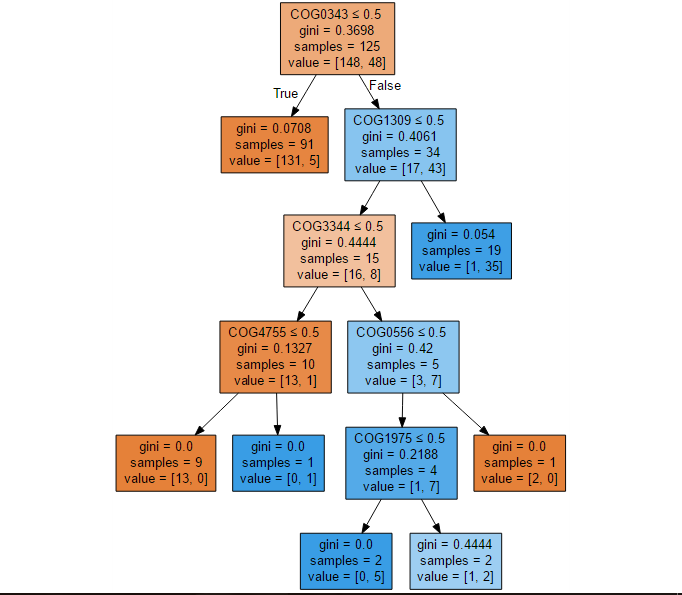 COG0343 ≤ 0.5
gini = 0.3698
samples = 125
value = [148, 48]
True
False
gini = 0.0708
samples = 91
value = [131, 5]
COG1309 ≤ 0.5
gini = 0.4061
samples = 34
value = [17, 43]
COG3344 ≤ 0.5
gini = 0.4444
samples = 15
value = [16, 8]
gini = 0.054
samples = 19
value = [1, 35]
COG4755 ≤ 0.5
gini = 0.1327
samples = 10
value = [13, 1]
COG0556 ≤ 0.5
gini = 0.42
samples = 5
value = [3, 7]
gini = 0.0
samples = 9
value = [13, 0]
gini = 0.0
samples = 1
value = [0, 1]
COG1975 ≤ 0.5
gini = 0.2188
samples = 4
value = [1, 7]
gini = 0.0
samples = 1
value = [2, 0]
gini = 0.0
samples = 2
value = [0, 5]
gini = 0.4444
samples = 2
value = [1, 2]